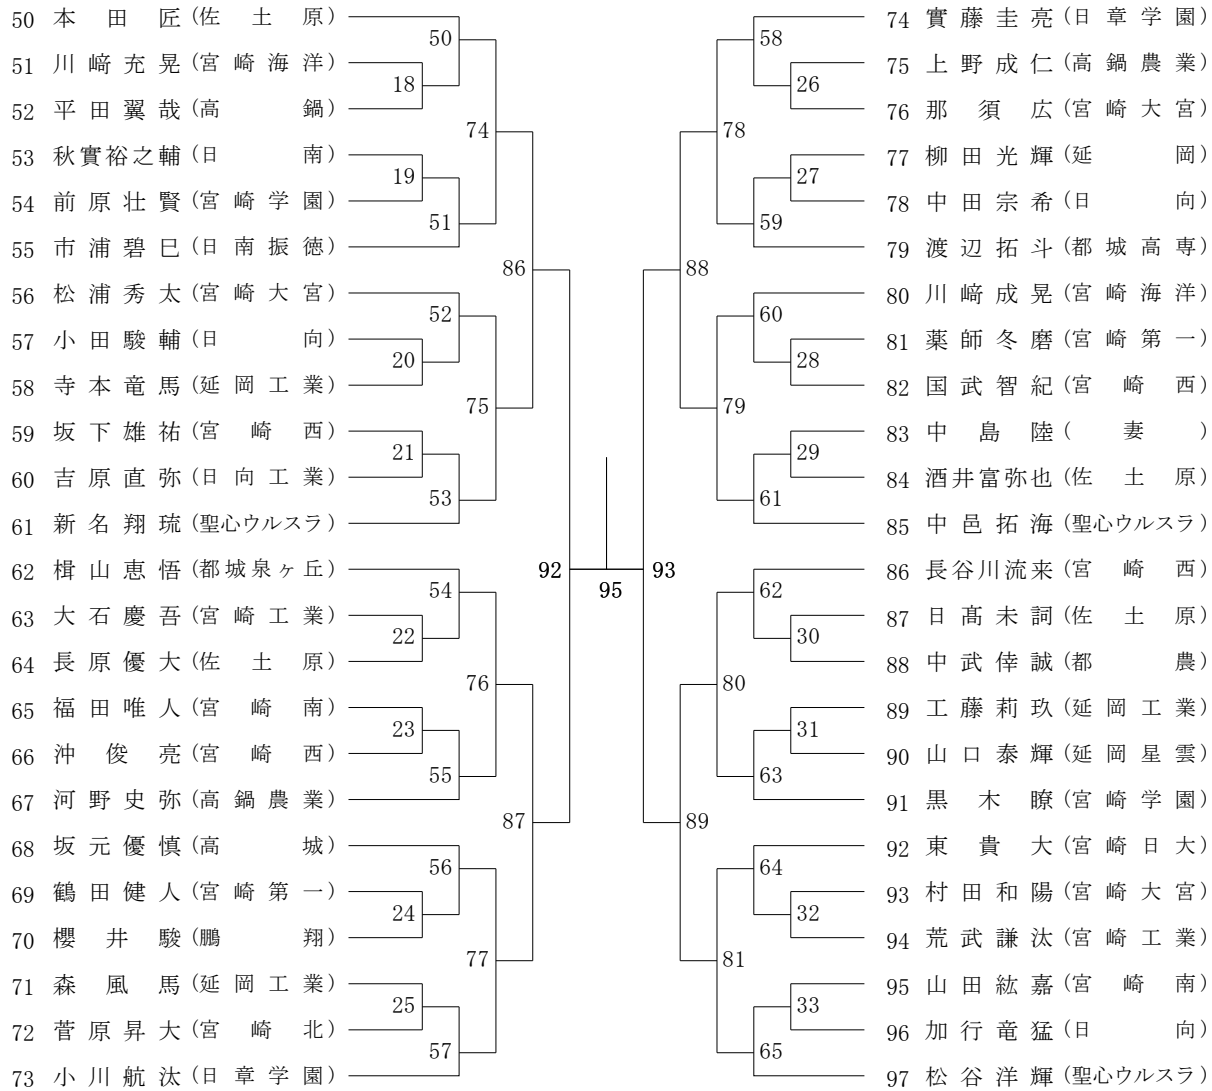 50 本田匠(佐土原)
51 川﨑充晃(宮崎海洋)
52 平田翼哉(高鍋)
53 秋實裕之輔(日南)
54 前原壮賢(宮崎学園)
55 市浦碧巳(日南振徳)
56 松浦秀太(宮崎大宮)
57 小田駿輔(日向)
58 寺本竜馬(延岡工業)
59 坂下雄祐(宮崎西)
60 吉原直弥(日向工業)
61 新名翔琉(聖心ウルスラ)
62 楫山恵悟(都城泉ヶ丘)
63 大石慶吾(宮崎工業)
64 長原優大(佐土原)
65 福田唯人(宮崎南)
66 沖俊亮(宮崎西)
67 河野史弥(高鍋農業)
68 坂元優慎(高城)
69 鶴田健人(宮崎第一)
70 櫻井駿(鵬翔)
71 森風馬(延岡工業)
72 菅原昇大(宮崎北)
73 小川航汰(日章学園)
50
18
74
19
51
86
52
20
75
21
53
92
54
22
76
23
55
87
56
24
77
25
57
95
93
58
26
78
27
59
88
60
28
79
29
61
62
30
80
31
63
89
64
32
81
33
65
74 實藤圭亮(日章学園)
75 上野成仁(高鍋農業)
76 那須広(宮崎大宮)
77 柳田光輝(延岡)
78 中田宗希(日向)
79 渡辺拓斗(都城高専)
80 川﨑成晃(宮崎海洋)
81 薬師冬磨(宮崎第一)
82 国武智紀(宮崎西)
83 中島陸(妻)
84 酒井富弥也(佐土原)
85 中邑拓海(聖心ウルスラ)
86 長谷川流来(宮崎西)
87 日髙未詞(佐土原)
88 中武倖誠(都農)
89 工藤莉玖(延岡工業)
90 山口泰輝(延岡星雲)
91 黒木瞭(宮崎学園)
92 東貴大(宮崎日大)
93 村田和陽(宮崎大宮)
94 荒武謙汰(宮崎工業)
95 山田紘嘉(宮崎南)
96 加行竜猛(日向)
97 松谷洋輝(聖心ウルスラ)